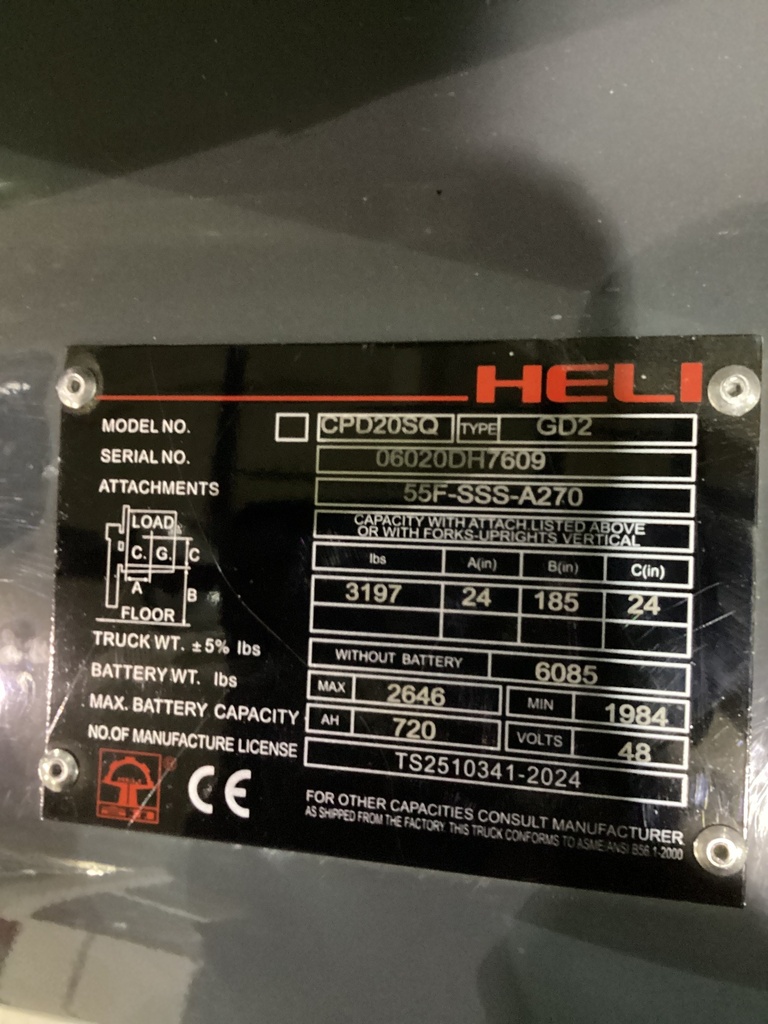 HELI
MODEL NO. CPD20SQ TYPE GD2
SERIAL NO. 06020DH7609
ATTACHMENTS 55F-SSS-A270
CAPACITY WITH ATTACH LISTED ABOVE
OR WITH FORKS-UPRIGHTS VERTICAL
LOAD
D C. G. C
A B
FLOOR
lbs A(in) B(in) C(in)
3197 24 185 24
TRUCK WT. ±5% lbs WITHOUT BATTERY 6085
BATTERY WT. lbs MAX 2646 MIN 1984
MAX. BATTERY CAPACITY AH 720 VOLTS 48
NO.OF MANUFACTURE LICENSE TS2510341-2024
CE
FOR OTHER CAPACITIES CONSULT MANUFACTURER
AS SHIPPED FROM THE FACTORY THIS TRUCK CONFORMS TO ASME/ANSI B56.1-2000